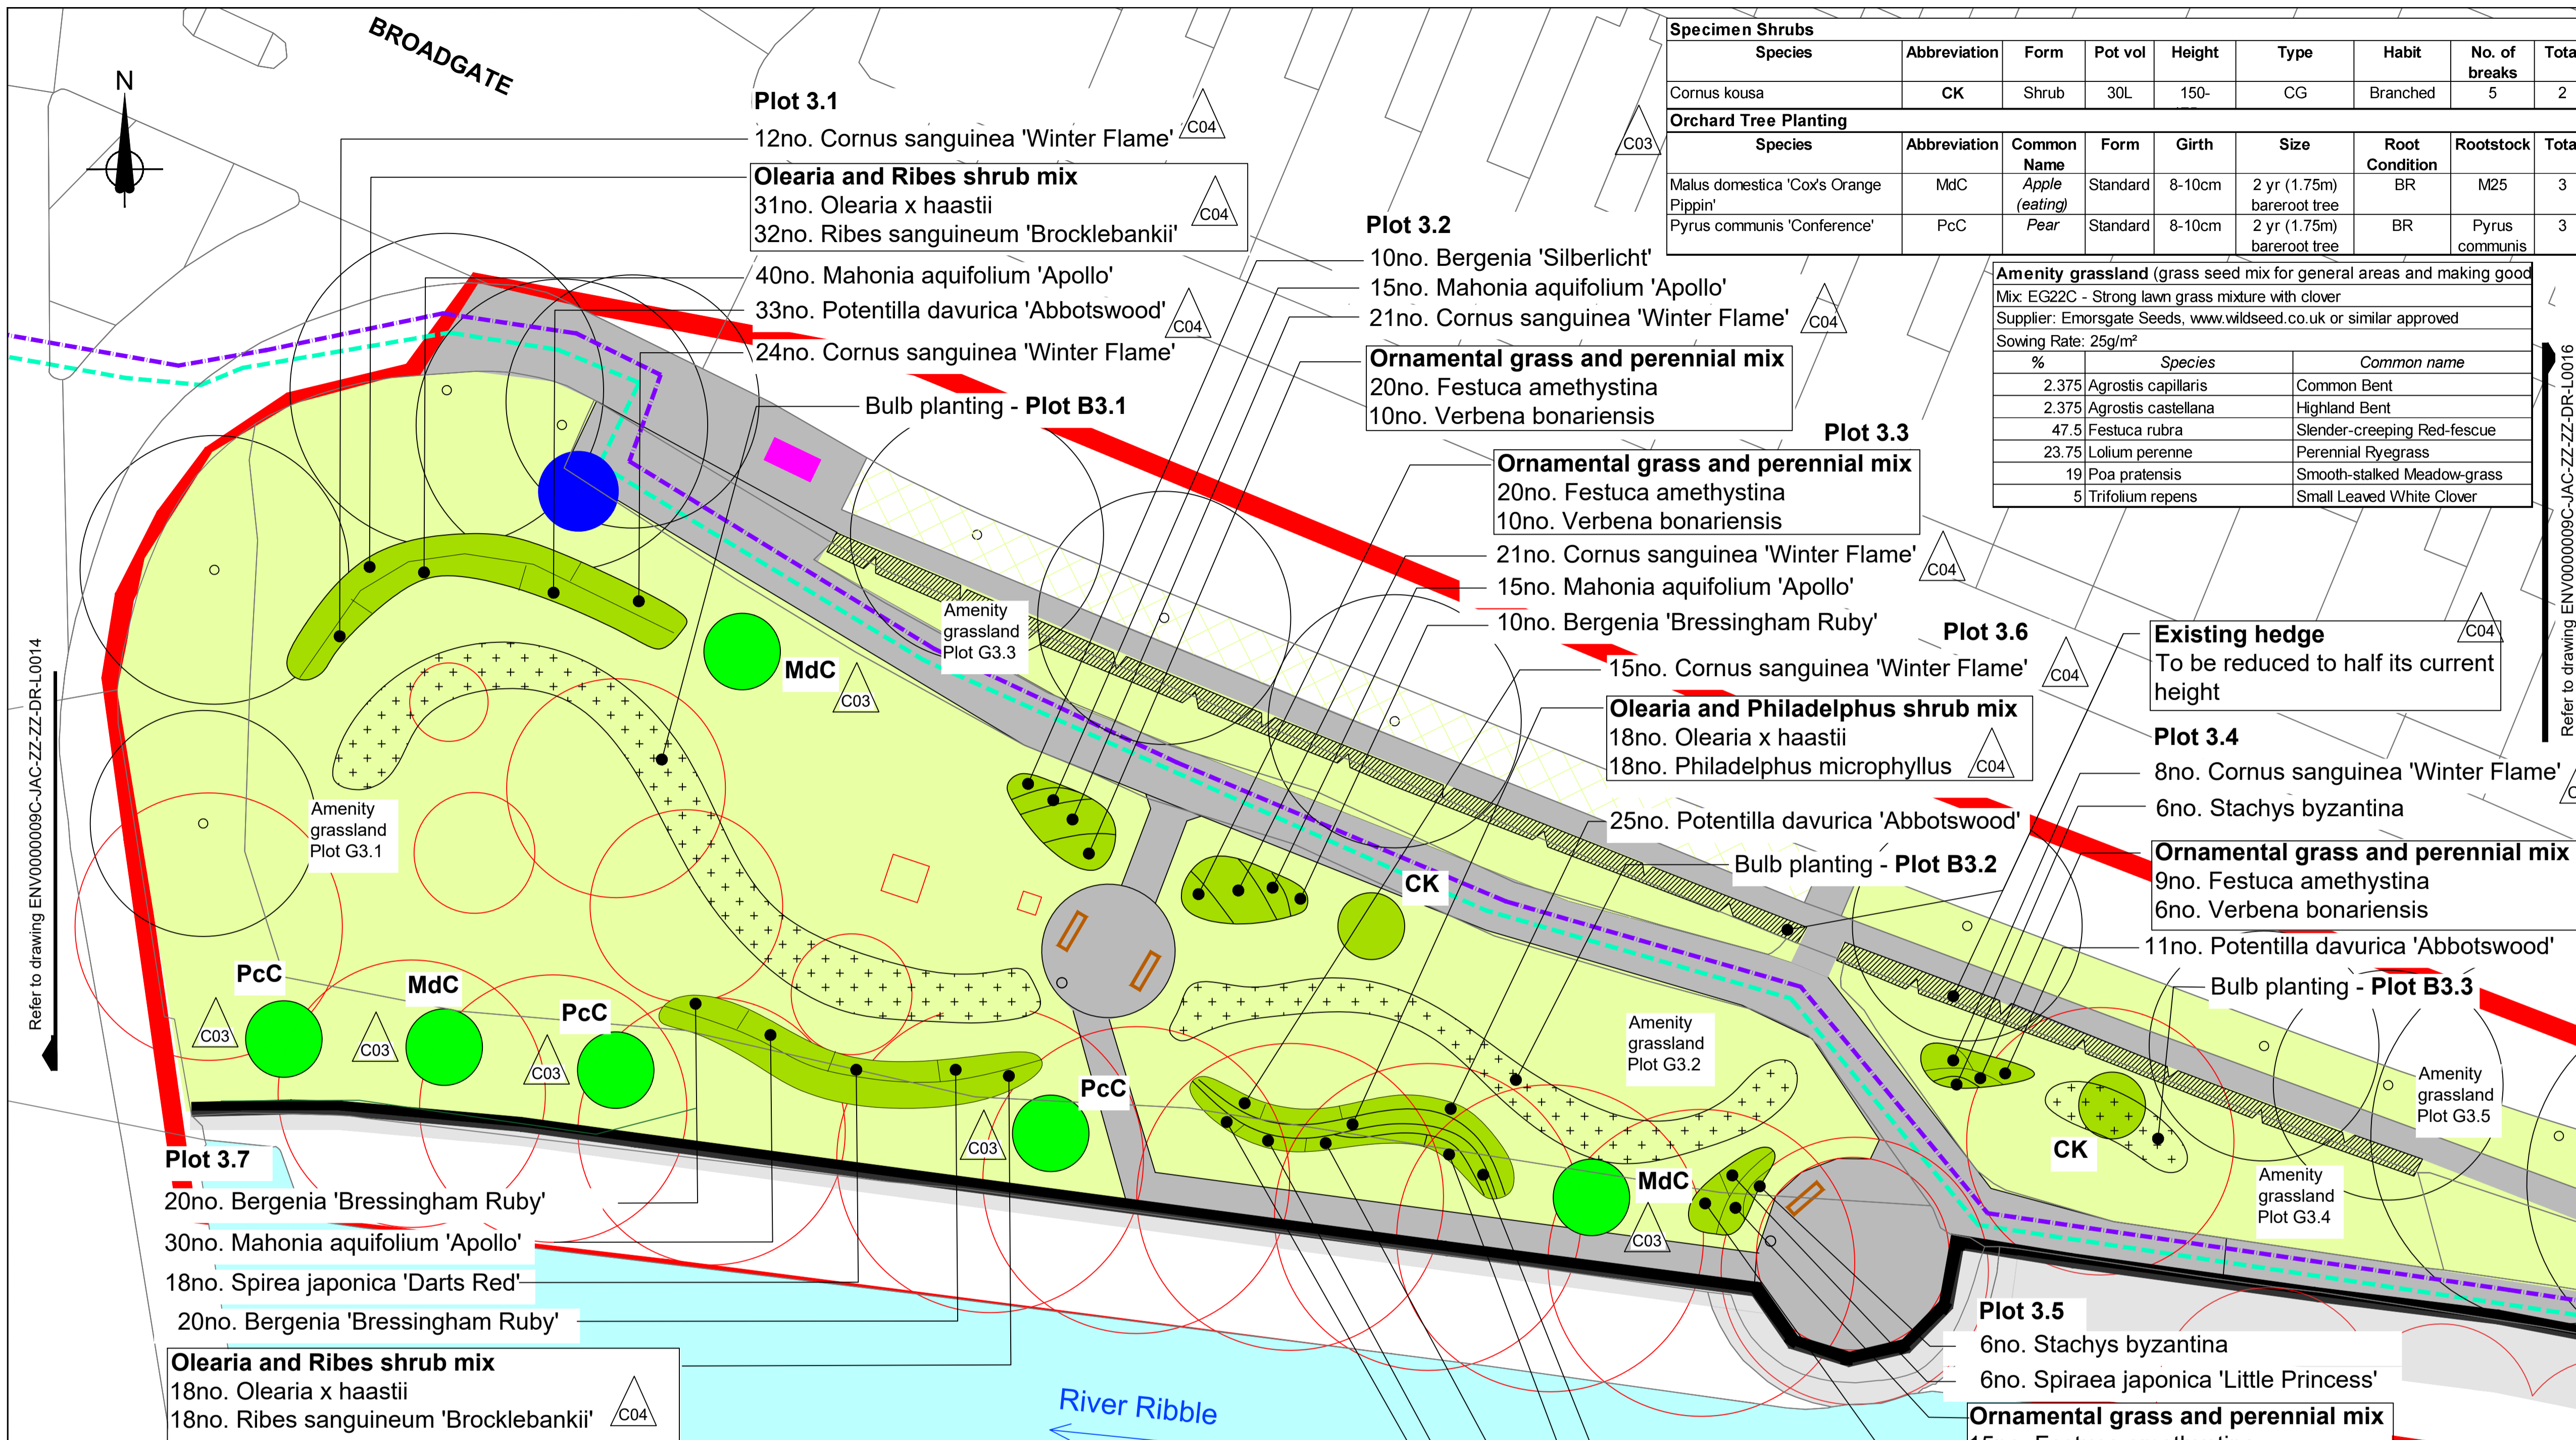 BROADGATE
N
Plot 3.1
12no. Cornus sanguinea 'Winter Flame'
C04
Olearia and Ribes shrub mix
31no. Olearia x haastii
32no. Ribes sanguineum 'Brocklebankii'
C04
40no. Mahonia aquifolium 'Apollo'
33no. Potentilla davurica 'Abbotswood'
C04
24no. Cornus sanguinea 'Winter Flame'
Bulb planting - Plot B3.1
Plot 3.2
10no. Bergenia 'Silberlicht'
15no. Mahonia aquifolium 'Apollo'
21no. Cornus sanguinea 'Winter Flame'
C04
Ornamental grass and perennial mix
20no. Festuca amethystina
10no. Verbena bonariensis
C03
Specimen Shrubs
Species Abbreviation Form Pot vol Height Type Habit No. of breaks Tota
Cornus kousa CK Shrub 30L 150- CG Branched 5 2
Orchard Tree Planting
Species Abbreviation Common Name Form Girth Size Root Condition Rootstock Tota
Malus domestica 'Cox's Orange Pippin' MdC Apple (eating) Standard 8-10cm 2 yr (1.75m) bareroot tree BR M25 3
Pyrus communis 'Conference' PcC Pear Standard 8-10cm 2 yr (1.75m) bareroot tree BR Pyrus communis 3
Amenity grassland (grass seed mix for general areas and making good
Mix: EG22C - Strong lawn grass mixture with clover
Supplier: Emorsgate Seeds, www.wildseed.co.uk or similar approved
Sowing Rate: 25g/m²
% Species Common name
2.375 Agrostis capillaris Common Bent
2.375 Agrostis castellana Highland Bent
47.5 Festuca rubra Slender-creeping Red-fescue
23.75 Lolium perenne Perennial Ryegrass
19 Poa pratensis Smooth-stalked Meadow-grass
5 Trifolium repens Small Leaved White Clover
Refer to drawing ENV0000009C-JAC-ZZ-ZZ-DR-L0016
Plot 3.3
Ornamental grass and perennial mix
20no. Festuca amethystina
10no. Verbena bonariensis
21no. Cornus sanguinea 'Winter Flame'
C04
15no. Mahonia aquifolium 'Apollo'
10no. Bergenia 'Bressingham Ruby'
Plot 3.6
15no. Cornus sanguinea 'Winter Flame'
C04
Olearia and Philadelphus shrub mix
18no. Olearia x haastii
18no. Philadelphus microphyllus
C04
25no. Potentilla davurica 'Abbotswood'
Bulb planting - Plot B3.2
Existing hedge
C04
To be reduced to half its current
height
Plot 3.4
8no. Cornus sanguinea 'Winter Flame'
C
6no. Stachys byzantina
Ornamental grass and perennial mix
9no. Festuca amethystina
6no. Verbena bonariensis
11no. Potentilla davurica 'Abbotswood'
Bulb planting - Plot B3.3
Refer to drawing ENV0000009C-JAC-ZZ-ZZ-DR-L0014
Amenity
grassland
Plot G3.3
MdC
C03
Amenity
grassland
Plot G3.1
CK
PcC
C03
MdC
C03
PcC
C03
PcC
C03
Amenity
grassland
Plot G3.2
MdC
C03
CK
Amenity
grassland
Plot G3.5
Amenity
grassland
Plot G3.4
Plot 3.7
20no. Bergenia 'Bressingham Ruby'
30no. Mahonia aquifolium 'Apollo'
18no. Spirea japonica 'Darts Red'
20no. Bergenia 'Bressingham Ruby'
Olearia and Ribes shrub mix
18no. Olearia x haastii
18no. Ribes sanguineum 'Brocklebankii'
C04
River Ribble
Plot 3.5
6no. Stachys byzantina
6no. Spiraea japonica 'Little Princess'
Ornamental grass and perennial mix